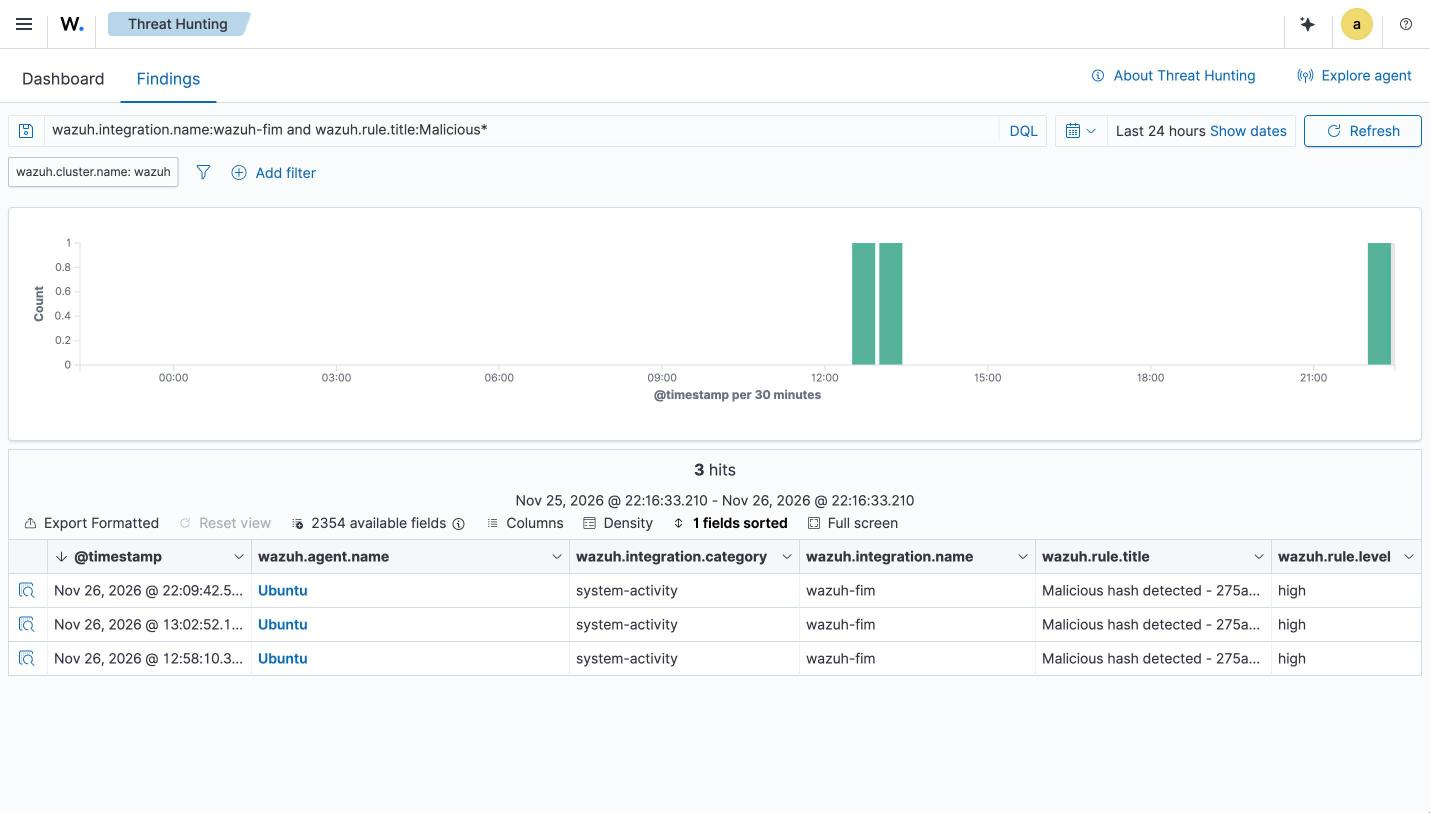 W. Threat Hunting a
Dashboard Findings About Threat Hunting Explore agent
wazuh.integration.name:wazuh-fim and wazuh.rule.title:Malicious* DQL Last 24 hours Show dates Refresh
wazuh.cluster.name: wazuh Add filter
1
0.8
0.6
0.4
0.2
0
Count
00:00 03:00 06:00 09:00 12:00 15:00 18:00 21:00
@timestamp per 30 minutes
3 hits
Nov 25, 2026 @ 22:16:33.210 - Nov 26, 2026 @ 22:16:33.210
Export Formatted Reset view 2354 available fields Columns Density 1 fields sorted Full screen
@timestamp wazuh.agent.name wazuh.integration.category wazuh.integration.name wazuh.rule.title wazuh.rule.level
Nov 26, 2026 @ 22:09:42.5... Ubuntu system-activity wazuh-fim Malicious hash detected - 275a... high
Nov 26, 2026 @ 13:02:52.1... Ubuntu system-activity wazuh-fim Malicious hash detected - 275a... high
Nov 26, 2026 @ 12:58:10.3... Ubuntu system-activity wazuh-fim Malicious hash detected - 275a... high